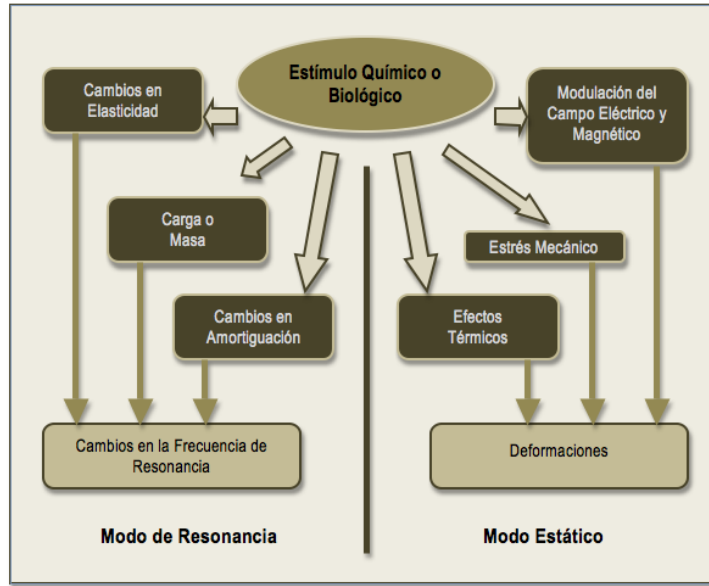 Estímulo Químico o
Biológico
Cambios en
Elasticidad
Modulación del
Campo Eléctrico y
Magnético
Carga o
Masa
Estrés Mecánico
Cambios en
Amortiguación
Efectos
Térmicos
Cambios en la Frecuencia de
Resonancia
Deformaciones
Modo de Resonancia
Modo Estático